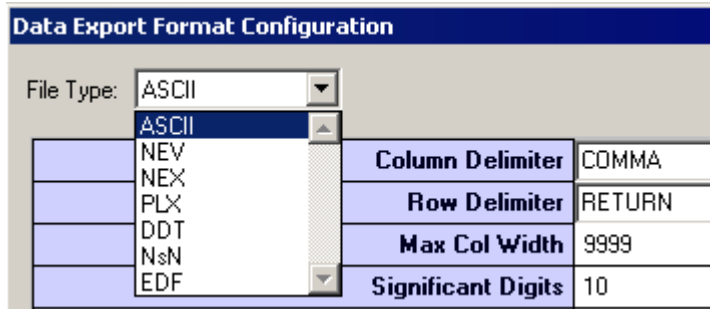 Data Export Format Configuration
File Type: ASCII
ASCII
NEV
NEX
PLX
DDT
NsN
EDF
Column Delimiter COMMA
Row Delimiter RETURN
Max Col Width 9999
Significant Digits 10